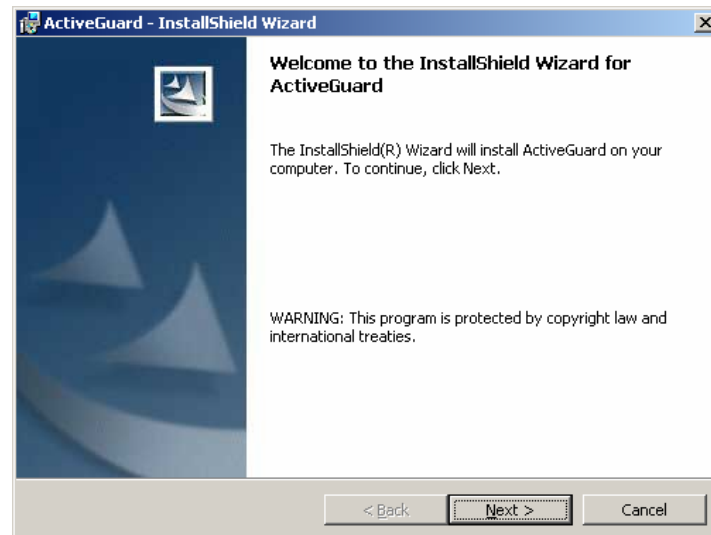 ActiveGuard - InstallShield Wizard
Welcome to the InstallShield Wizard for
ActiveGuard
The InstallShield(R) Wizard will install ActiveGuard on your
computer. To continue, click Next.
WARNING: This program is protected by copyright law and
international treaties.
< Back
Next >
Cancel